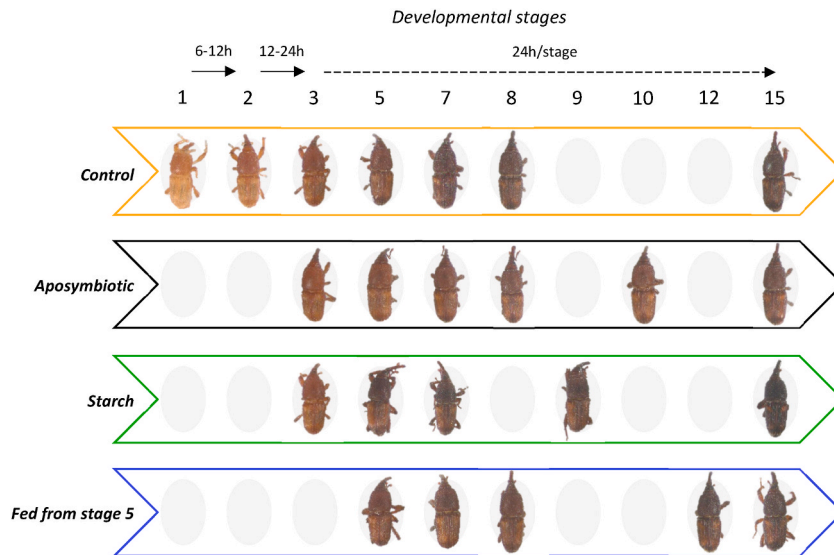 Developmental stages
6-12h 12-24h 24h/stage
1 2 3 5 7 8 9 10 12 15
Control
Aposymbiotic
Starch
Fed from stage 5